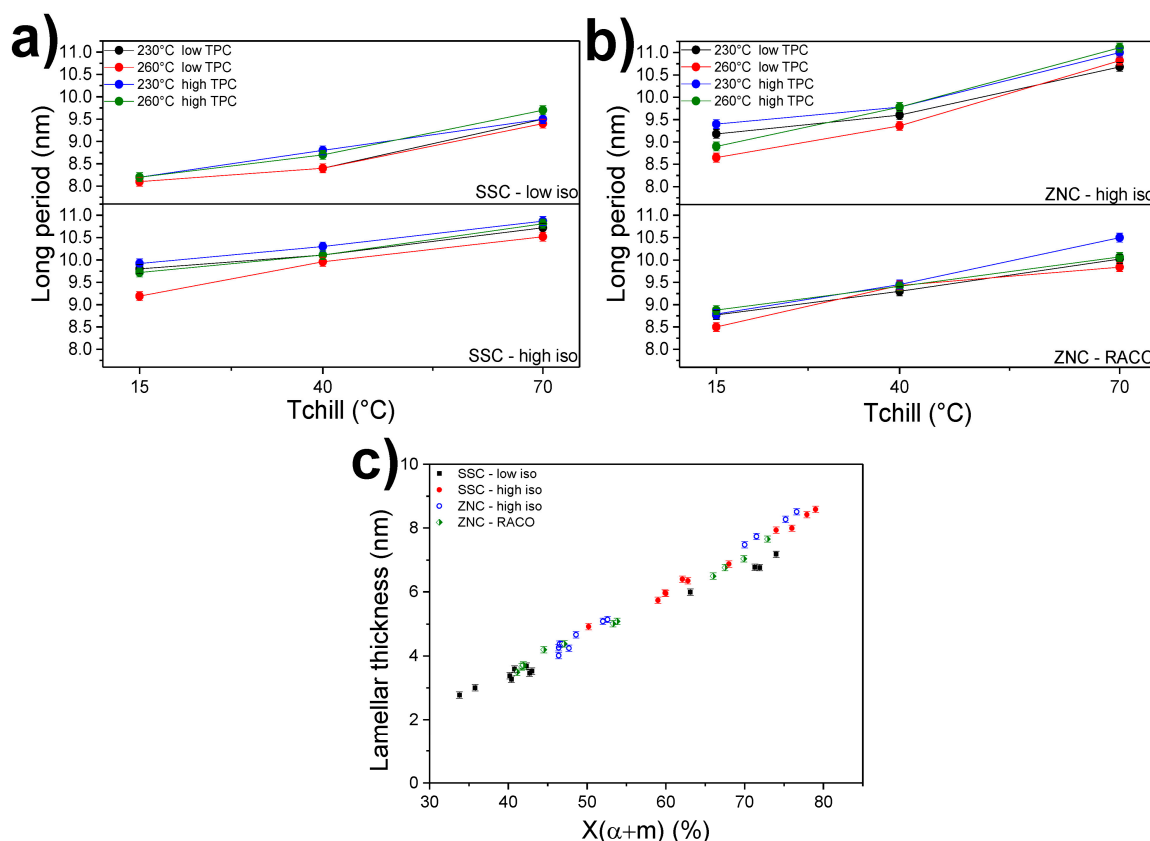 a)
230°C low TPC
260°C low TPC
230°C high TPC
260°C high TPC
11.0
10.5
10.0
9.5
9.0
8.5
8.0
Long period (nm)
SSC - low iso
11.0
10.5
10.0
9.5
9.0
8.5
8.0
Long period (nm)
SSC - high iso
15
40
70
Tchill (°C)
b)
230°C low TPC
260°C low TPC
230°C high TPC
260°C high TPC
11.0
10.5
10.0
9.5
9.0
8.5
8.0
Long period (nm)
ZNC - high iso
11.0
10.5
10.0
9.5
9.0
8.5
8.0
Long period (nm)
ZNC - RACO
15
40
70
Tchill (°C)
c)
SSC - low iso
SSC - high iso
ZNC - high iso
ZNC - RACO
10
8
6
4
2
0
Lamellar thickness (nm)
30
40
50
60
70
80
X(α+m) (%)